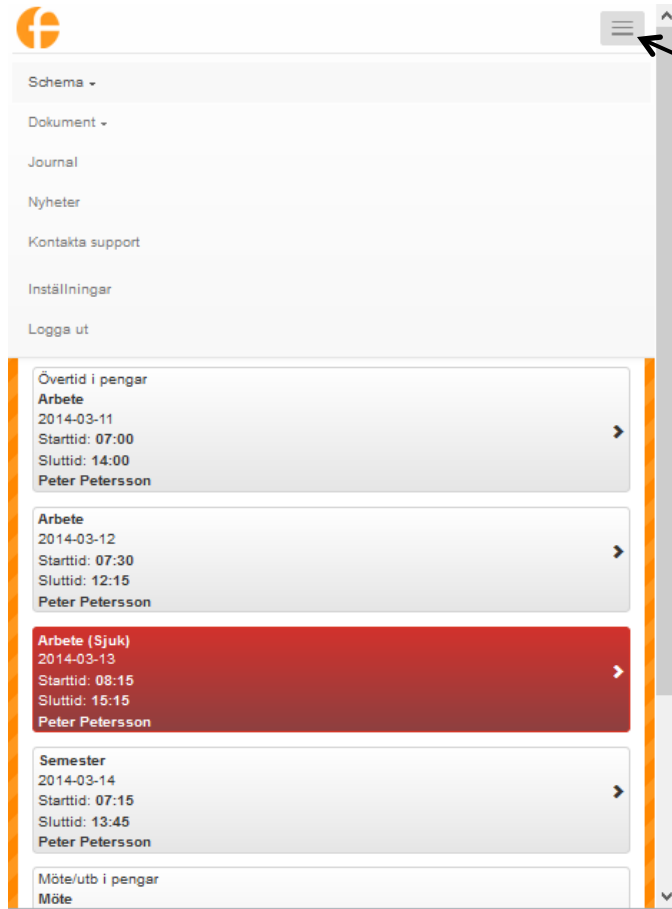 Schema
Dokument
Journal
Nyheter
Kontakta support
Inställningar
Logga ut
Övertid i pengar
Arbete
2014-03-11
Starttid: 07:00
Sluttid: 14:00
Peter Petersson
Arbete
2014-03-12
Starttid: 07:30
Sluttid: 12:15
Peter Petersson
Arbete (Sjuk)
2014-03-13
Starttid: 08:15
Sluttid: 15:15
Peter Petersson
Semester
2014-03-14
Starttid: 07:15
Sluttid: 13:45
Peter Petersson
Möte/utb i pengar
Möte